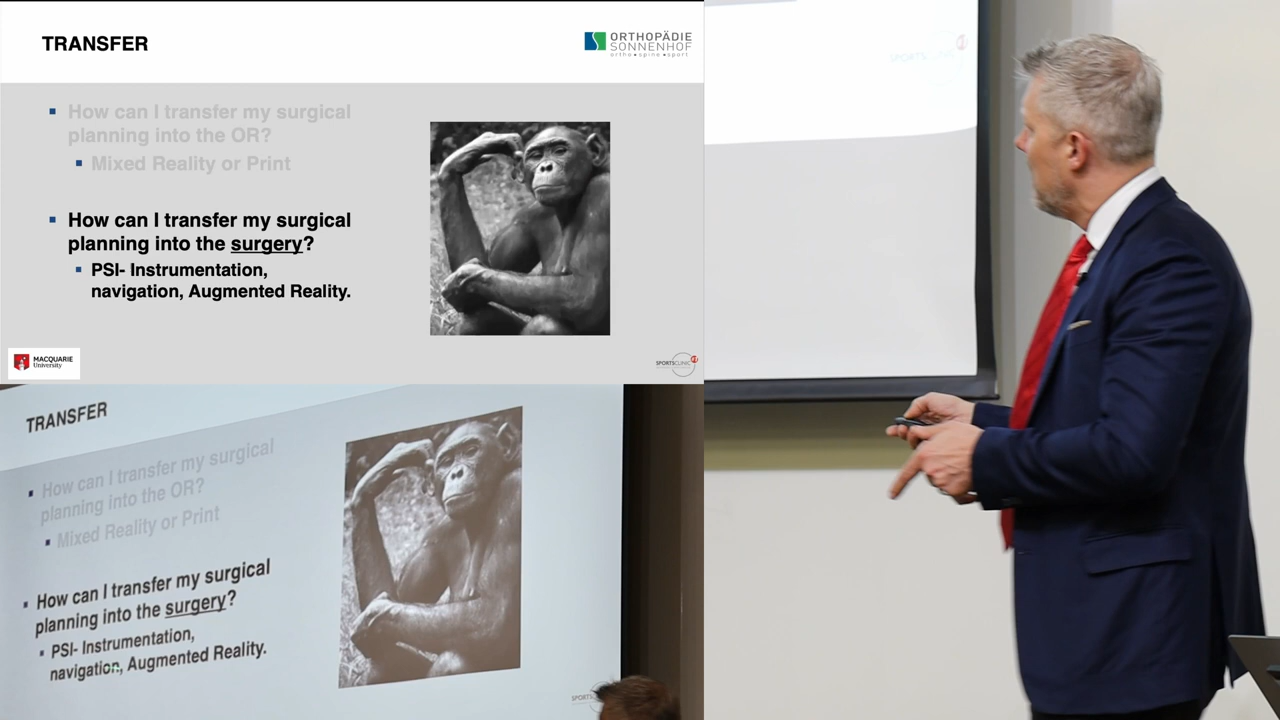 TRANSFER
ORTHOPÄDIE
SONNENHOF
ortho • spine • sport
How can I transfer my surgical
planning into the OR?
Mixed Reality or Print
How can I transfer my surgical
planning into the surgery?
PSI- Instrumentation,
navigation, Augmented Reality.
MACQUARIE
University
SPORTSCLINIC
SPORTSCLINIC
TRANSFER
How can I transfer my surgical
planning into the OR?
Mixed Reality or Print
How can I transfer my surgical
planning into the surgery?
PSI- Instrumentation,
navigation, Augmented Reality.